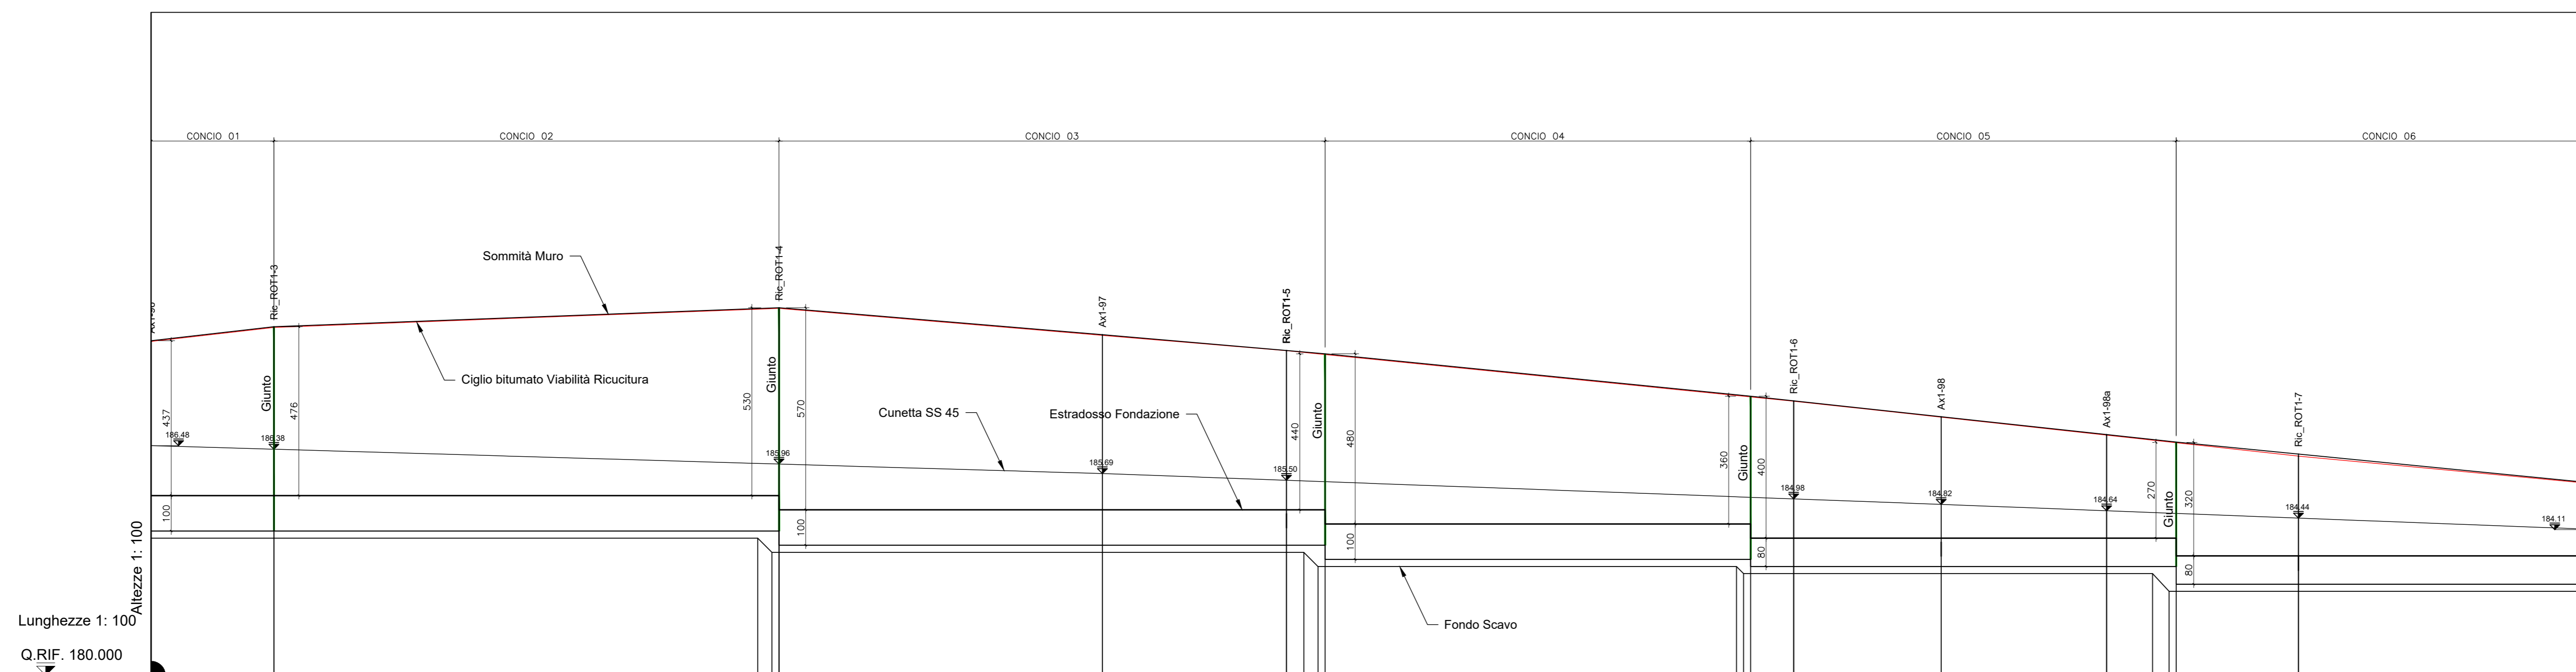 CONCIO 01
CONCIO 02
CONCIO 03
CONCIO 04
CONCIO 05
CONCIO 06
Ric_ROT1-3
Ric_ROT1-4
Ax1-97
Ric_ROT1-5
Ric_ROT1-6
Ax1-98
Ax1-98a
Ric_ROT1-7
Sommità Muro
Ciglio bitumato Viabilità Ricucitura
Cunetta SS 45
Estradosso Fondazione
Fondo Scavo
Giunto
Giunto
Giunto
Giunto
Giunto
437
476
530
570
440
480
360
400
270
320
186.48
186.38
185.96
185.69
185.50
184.98
184.82
184.64
184.44
184.11
100
100
100
80
80
Altezze 1: 100
Lunghezze 1: 100
Q.RIF. 180.000